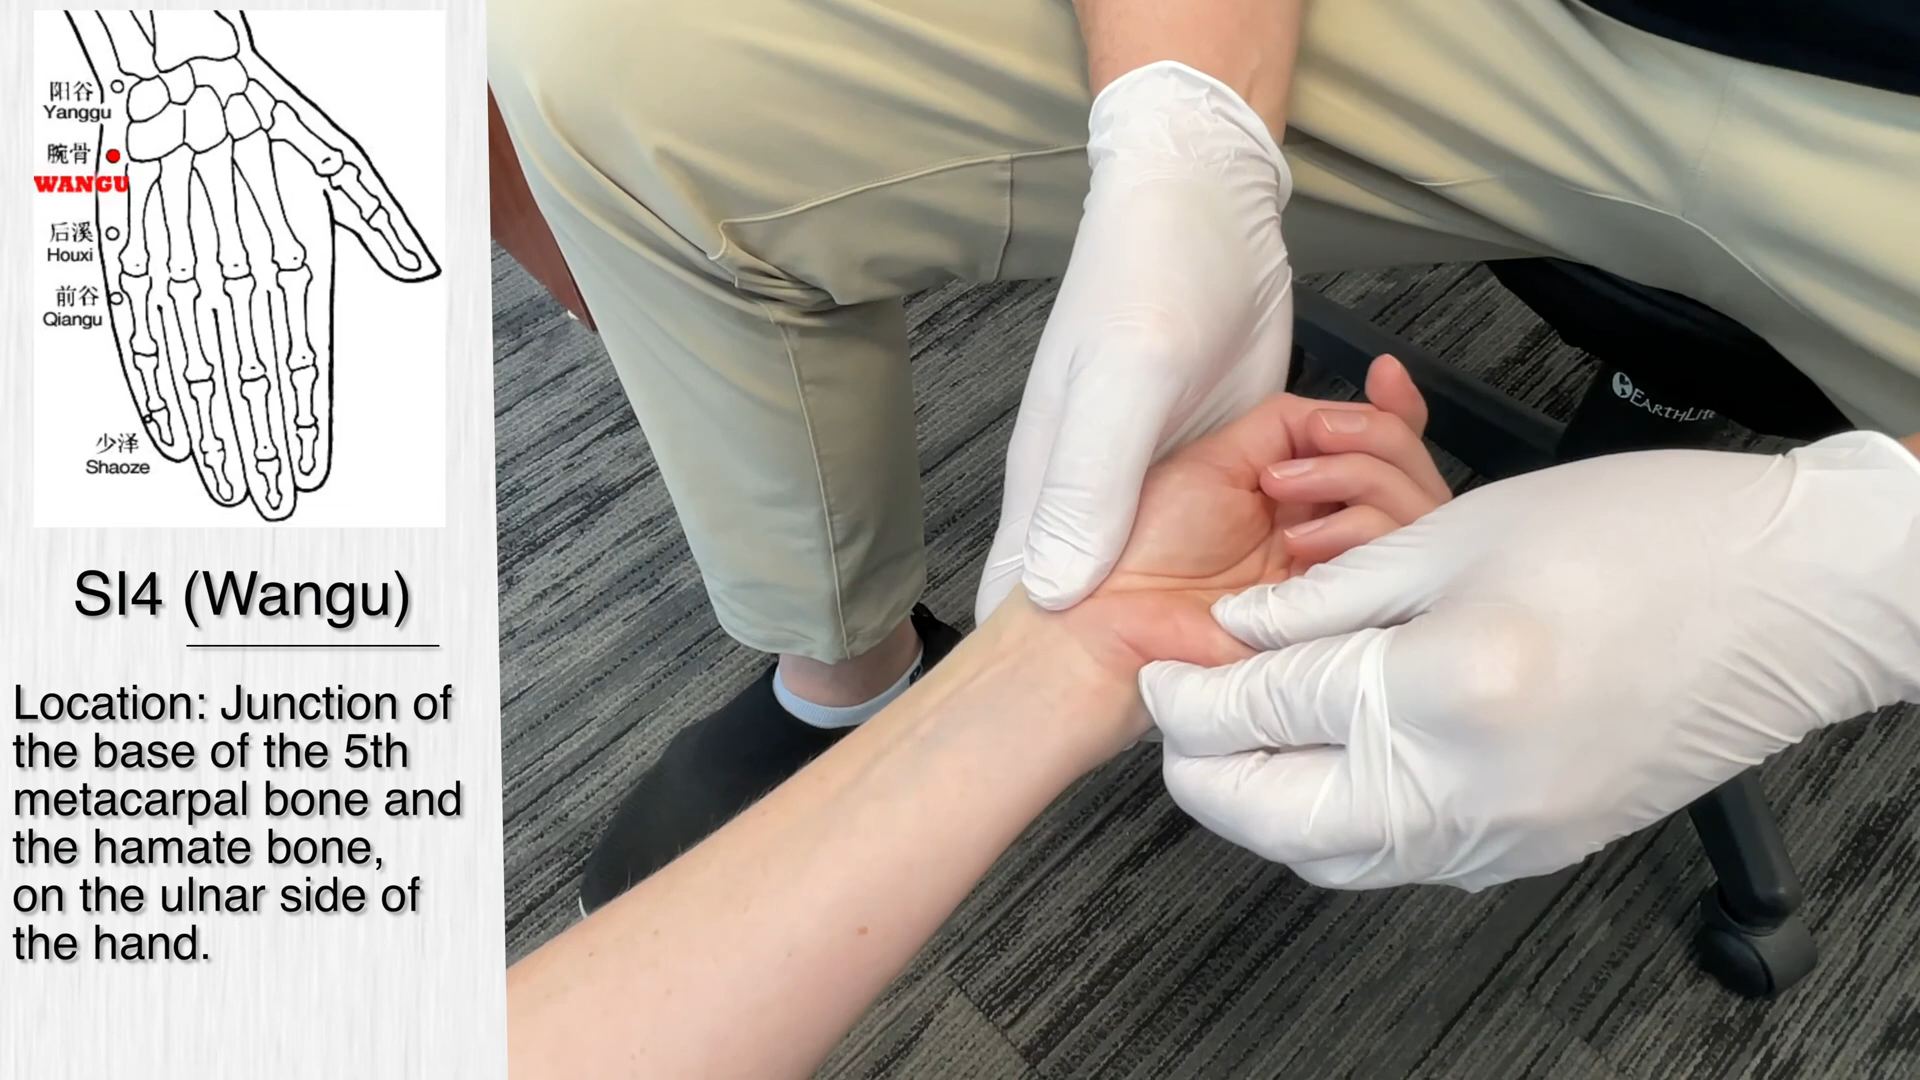 阳谷
Yanggu
腕骨
WANGU
后溪
Houxi
前谷
Qiangu
少泽
Shaoze
SI4 (Wangu)
Location: Junction of
the base of the 5th
metacarpal bone and
the hamate bone,
on the ulnar side of
the hand.
EARTHLITE